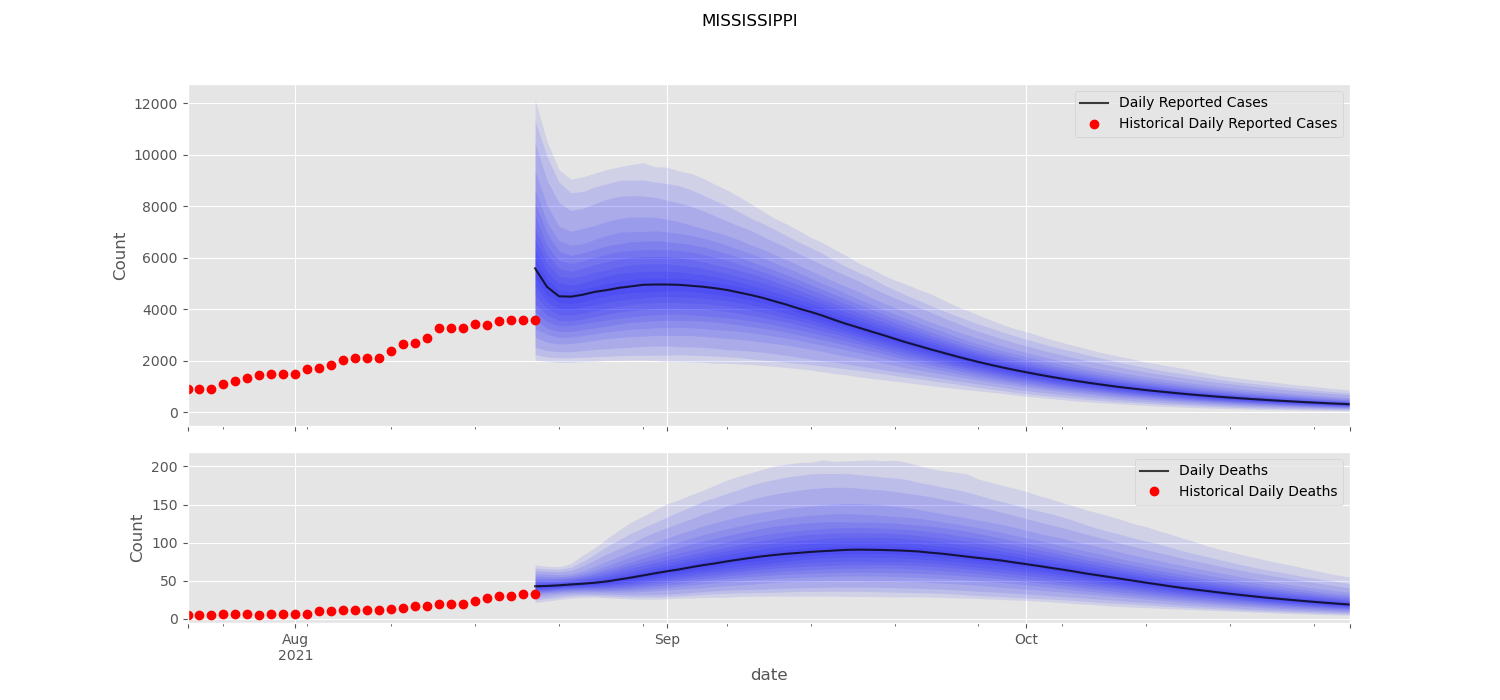 MISSISSIPPI
12000
10000
8000
6000
4000
2000
0
Count
Daily Reported Cases
Historical Daily Reported Cases
200
150
100
50
0
Count
Daily Deaths
Historical Daily Deaths
Aug
2021
Sep
Oct
date